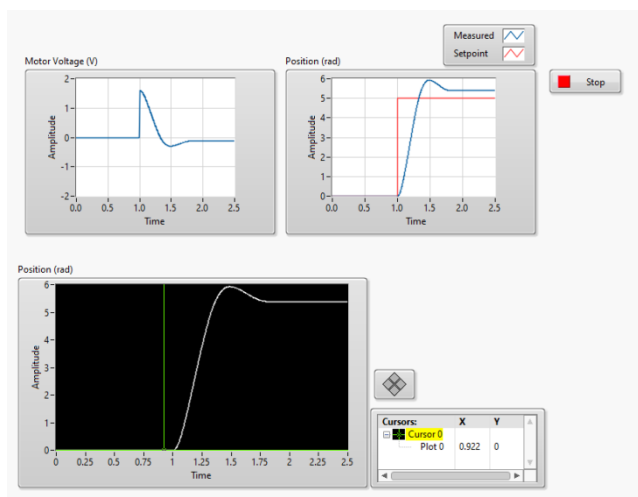 Measured
Setpoint
Motor Voltage (V)
Position (rad)
Stop
2
1
0
-1
-2
Amplitude
0.0 0.5 1.0 1.5 2.0 2.5
Time
6
5
4
3
2
1
0
Amplitude
0.0 0.5 1.0 1.5 2.0 2.5
Time
Position (rad)
6
5
4
3
2
1
0
Amplitude
0 0.25 0.5 0.75 1 1.25 1.5 1.75 2 2.25 2.5
Time
Cursors: X Y
Cursor 0
Plot 0 0.922 0